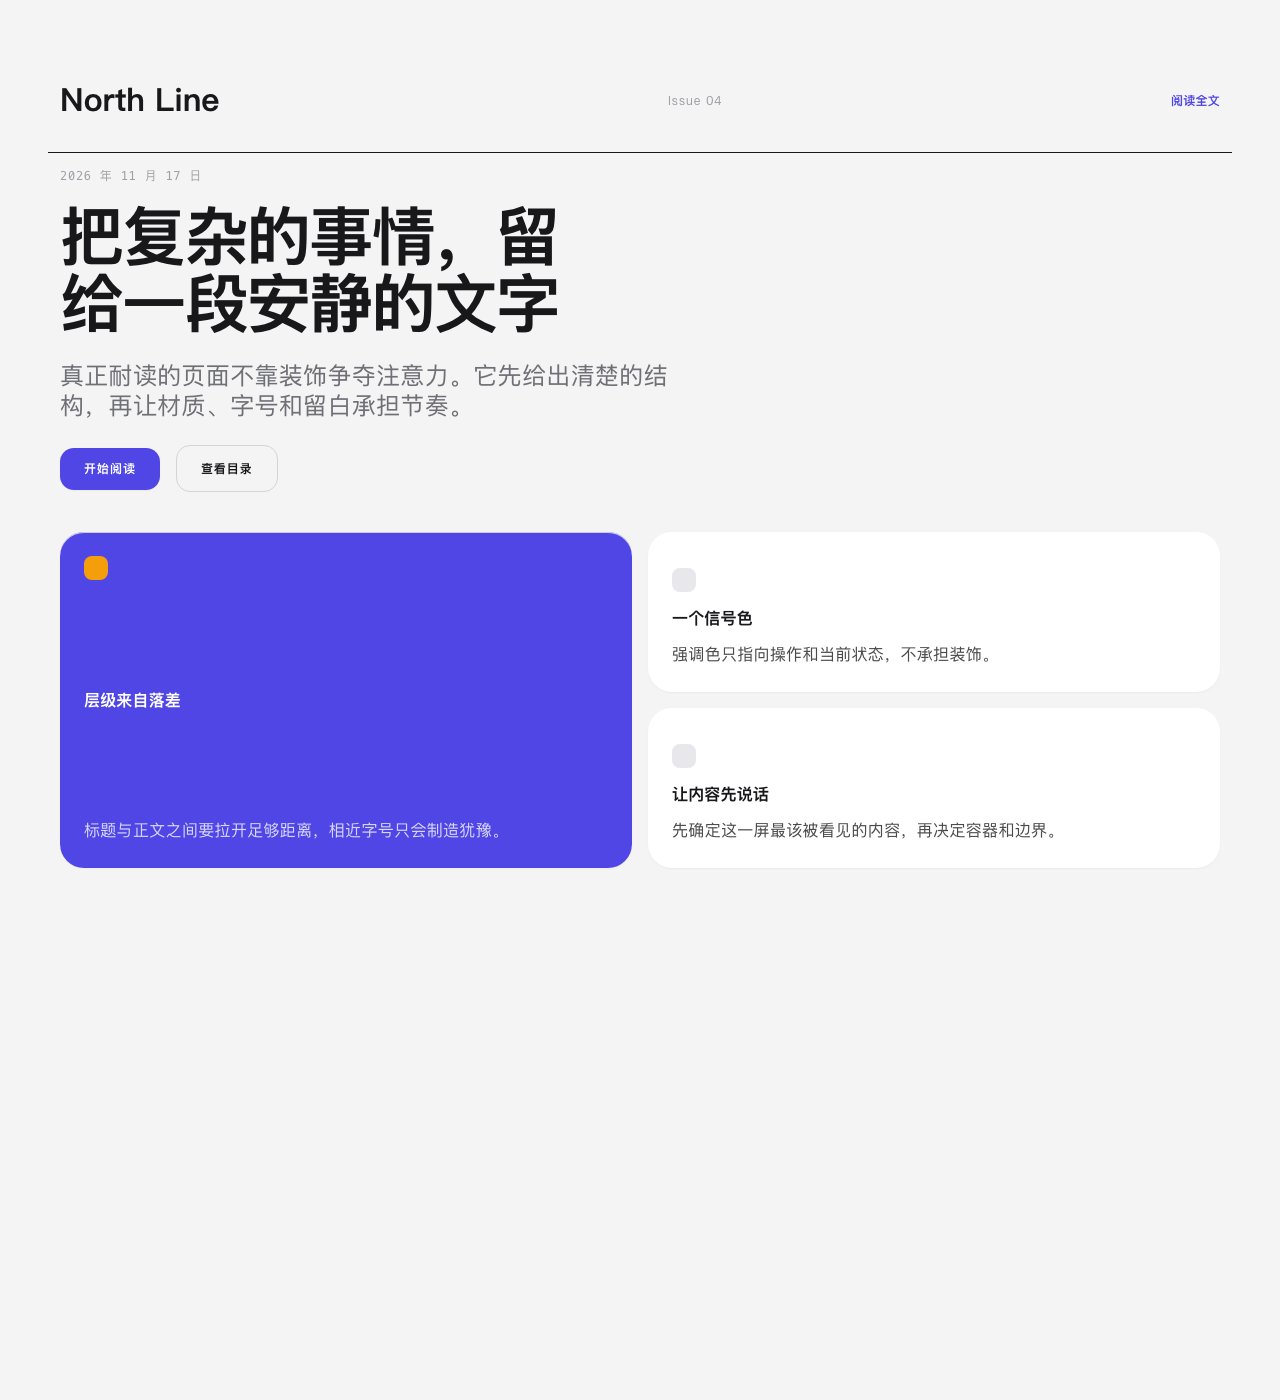 North Line
Issue 04
阅读全文
2026 年 11 月 17 日
把复杂的事情，留
给一段安静的文字
真正耐读的页面不靠装饰争夺注意力。它先给出清楚的结
构，再让材质、字号和留白承担节奏。
开始阅读
查看目录
层级来自落差
标题与正文之间要拉开足够距离，相近字号只会制造犹豫。
一个信号色
强调色只指向操作和当前状态，不承担装饰。
让内容先说话
先确定这一屏最该被看见的内容，再决定容器和边界。